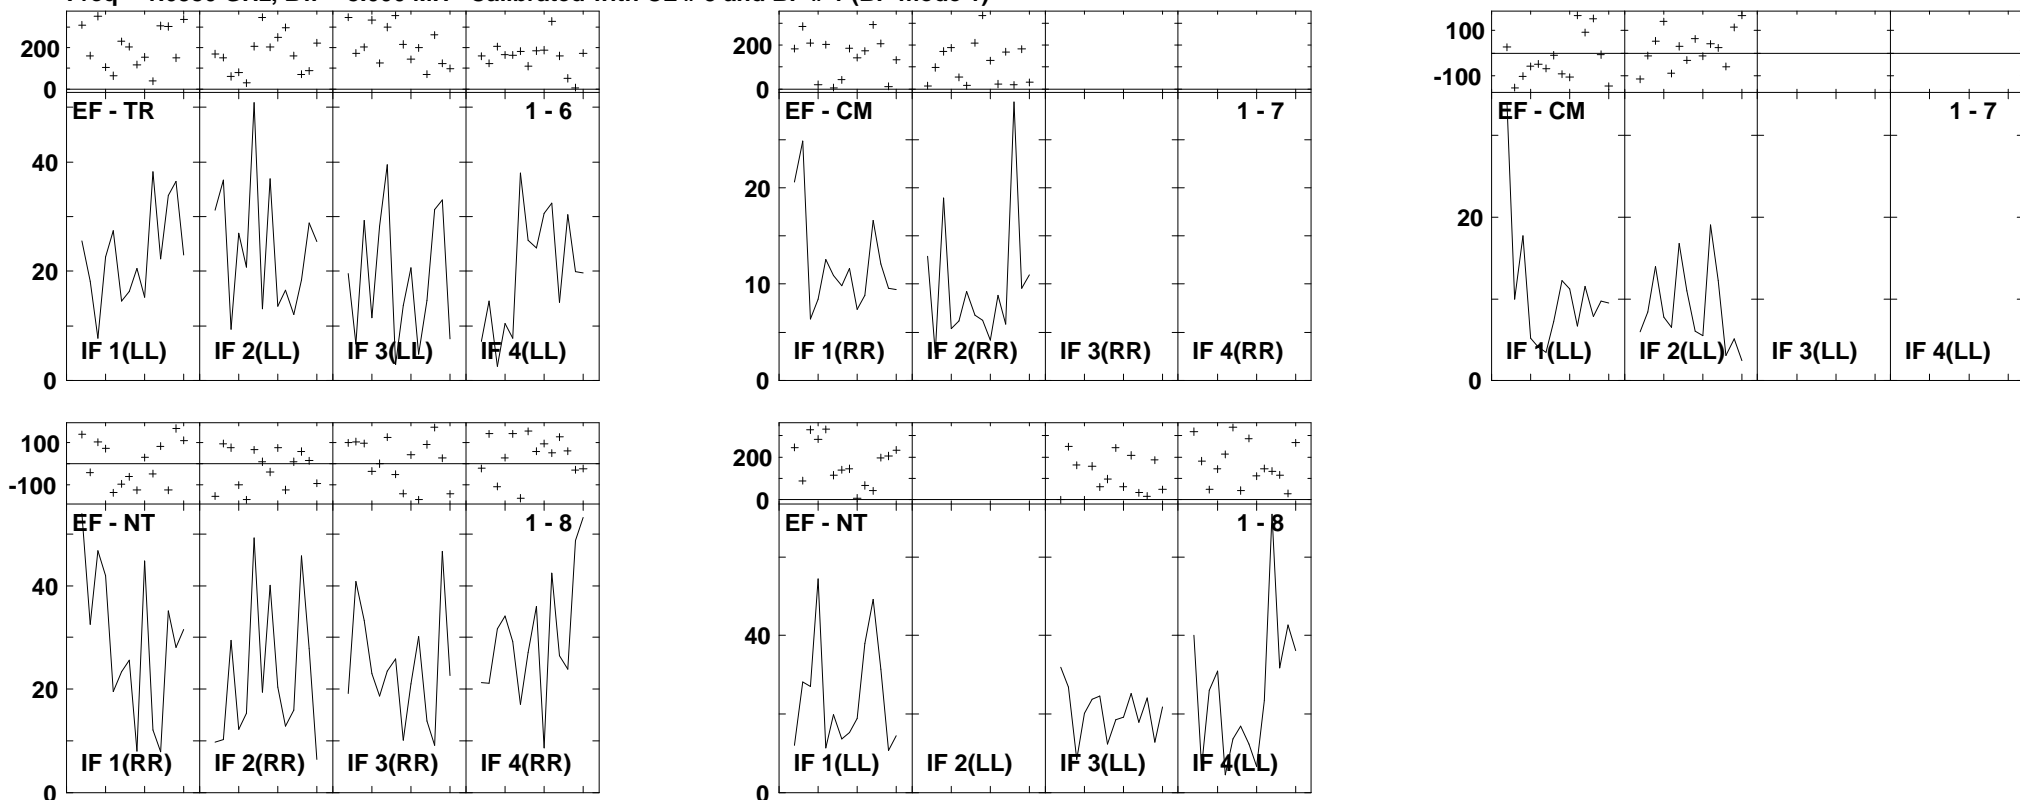 200
0
EF - TR
1 - 6
40
20
0
IF 1(LL)
IF 2(LL)
IF 3(LL)
IF 4(LL)
200
0
EF - CM
1 - 7
20
10
0
IF 1(RR)
IF 2(RR)
IF 3(RR)
IF 4(RR)
100
-100
EF - CM
1 - 7
20
0
IF 1(LL)
IF 2(LL)
IF 3(LL)
IF 4(LL)
100
-100
EF - NT
1 - 8
40
20
0
IF 1(RR)
IF 2(RR)
IF 3(RR)
IF 4(RR)
200
0
EF - NT
1 - 8
40
0
IF 1(LL)
IF 2(LL)
IF 3(LL)
IF 4(LL)